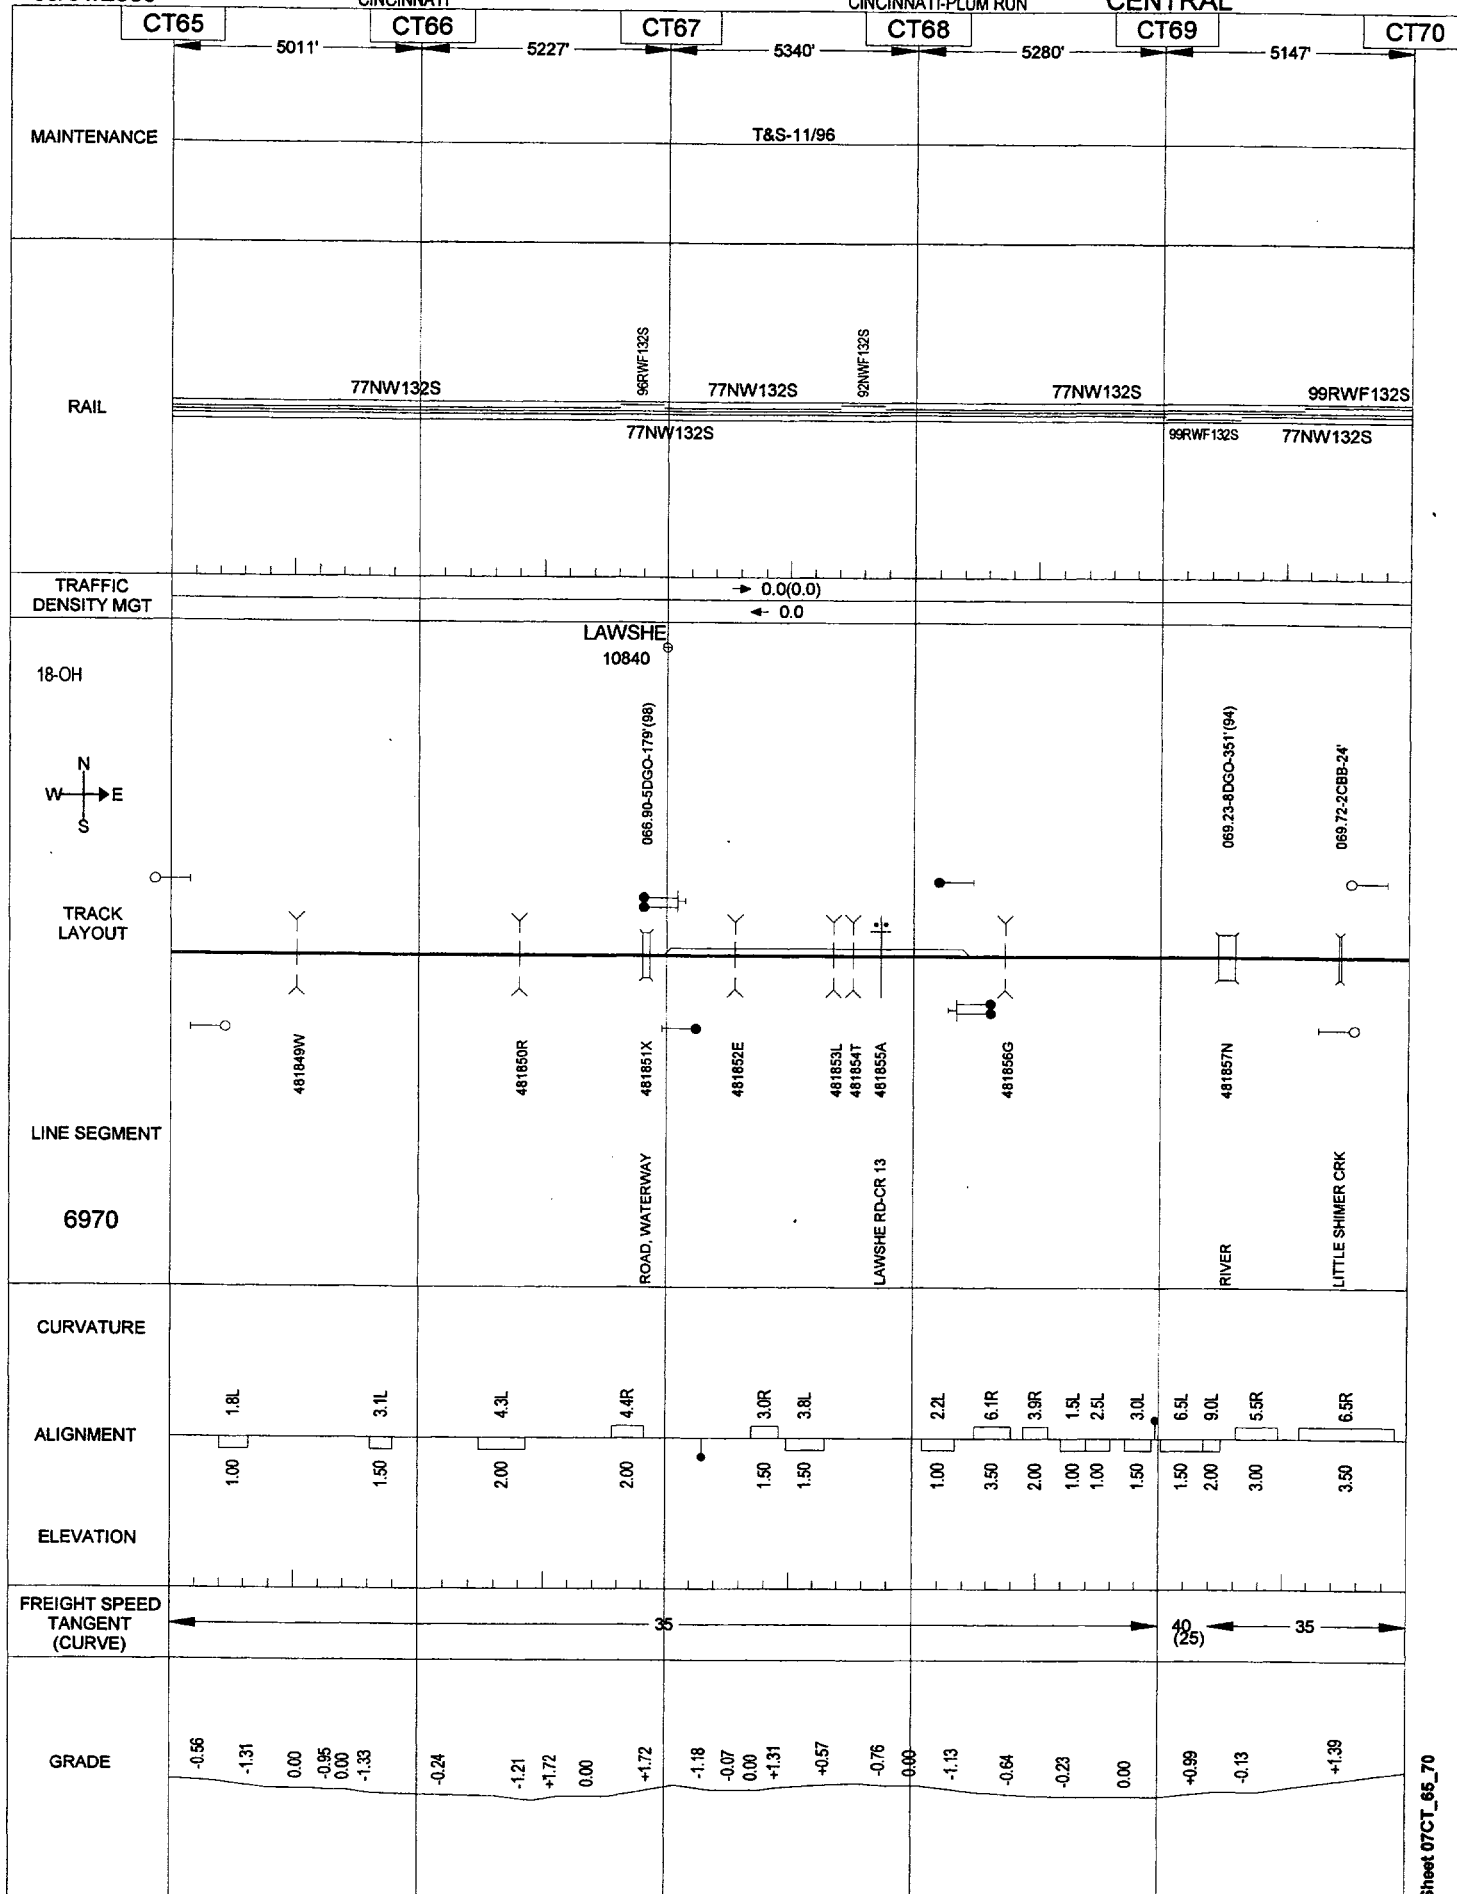 CINCINNATI
CINCINNATI-PLUM RUN
CENTRAL
CT65
CT66
CT67
CT68
CT69
CT70
5011'
5227'
5340'
5280'
5147'
MAINTENANCE
T&S-11/96
RAIL
96RWF132S
92NWF132S
77NW132S
77NW132S
77NW132S
99RWF132S
77NW132S
99RWF132S
77NW132S
TRAFFIC
DENSITY MGT
0.0(0.0)
0.0
LAWSHE
10840
18-OH
N
W
E
S
066.90-5DGO-179'(98)
069.23-8DGO-351'(94)
069.72-2CBB-24'
TRACK
LAYOUT
481849W
481850R
481851X
481852E
481853L
481854T
481855A
481856G
481857N
LINE SEGMENT
6970
ROAD, WATERWAY
LAWSHE RD-CR 13
RIVER
LITTLE SHIMER CRK
CURVATURE
1.8L
3.1L
4.3L
4.4R
3.0R
3.8L
2.2L
6.1R
3.9R
1.5L
2.5L
3.0L
6.5L
9.0L
5.5R
6.5R
ALIGNMENT
1.00
1.50
2.00
2.00
1.50
1.50
1.00
3.50
2.00
1.00
1.00
1.50
1.50
2.00
3.00
3.50
ELEVATION
FREIGHT SPEED
TANGENT
(CURVE)
35
40
(25)
35
GRADE
-0.56
-1.31
0.00
-0.95
0.00
-1.33
-0.24
-1.21
+1.72
0.00
+1.72
-1.18
-0.07
0.00
+1.31
+0.57
-0.76
0.00
-1.13
-0.64
-0.23
0.00
+0.99
-0.13
+1.39
Sheet 07CT_65_70